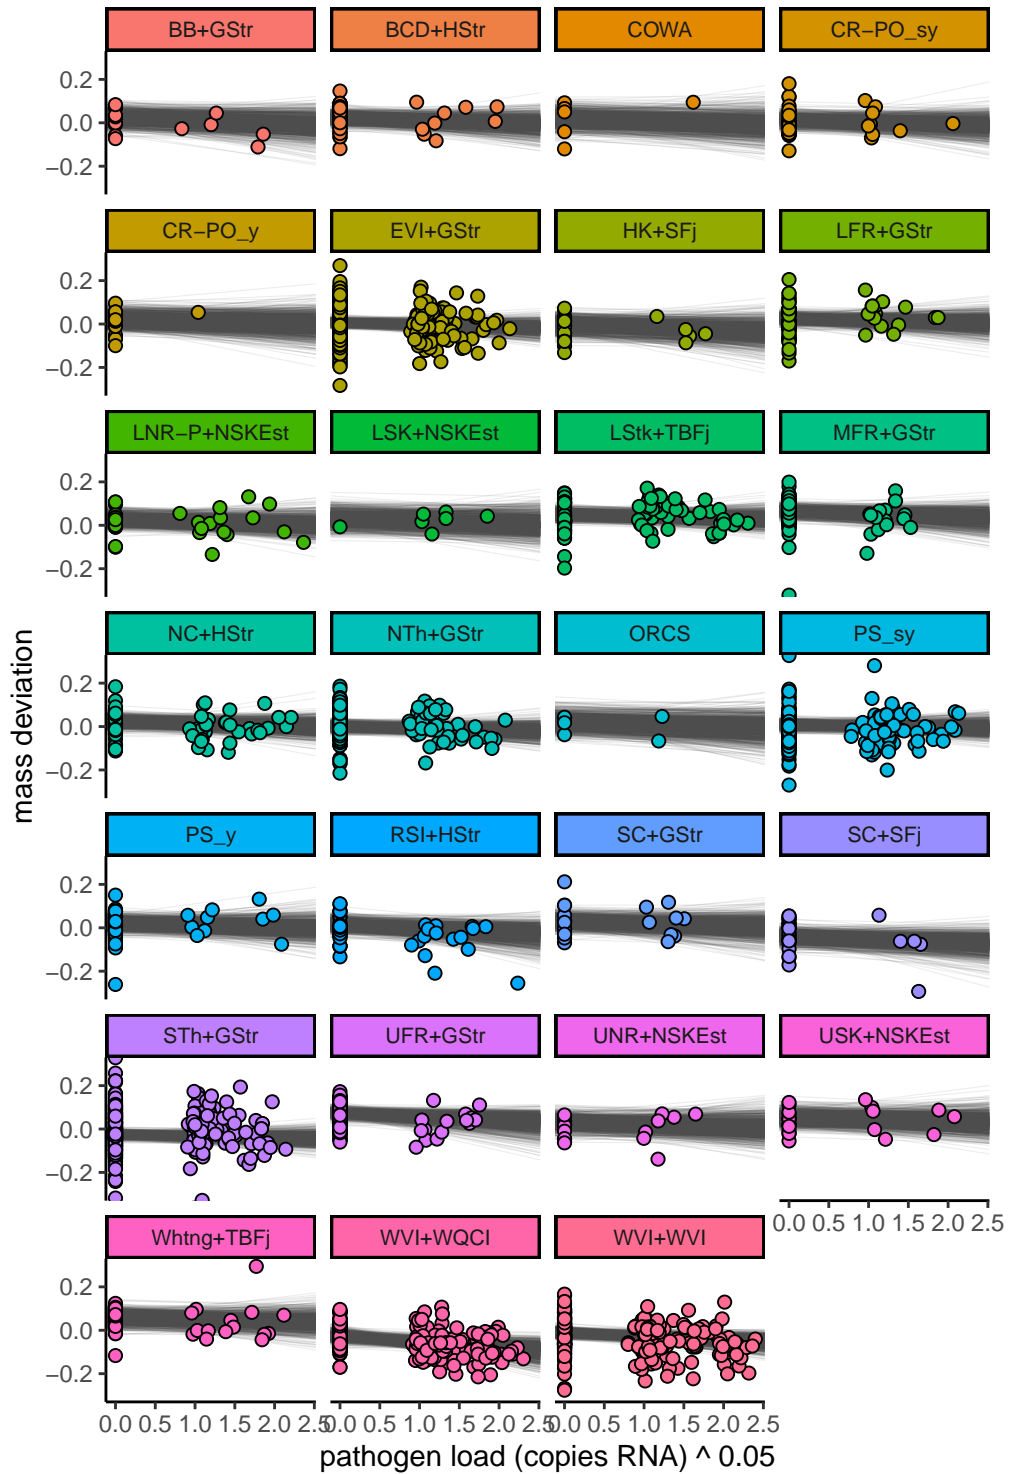 BB+GStr BCD+HStr COWA CR−PO_sy
0.2
0.0
−0.2
CR−PO_y EVI+GStr HK+SFj LFR+GStr
0.2
0.0
−0.2
LNR−P+NSKEst LSK+NSKEst LStk+TBFj MFR+GStr
0.2
0.0
−0.2
NC+HStr NTh+GStr ORCS PS_sy
0.2
0.0
−0.2
mass deviation
PS_y RSI+HStr SC+GStr SC+SFj
0.2
0.0
−0.2
STh+GStr UFR+GStr UNR+NSKEst USK+NSKEst
0.2
0.0
−0.2
0.0 0.5 1.0 1.5 2.0 2.5
Whtng+TBFj WVI+WQCI WVI+WVI
0.2
0.0
−0.2
0.0 0.5 1.0 1.5 2.0 2.5 0.0 0.5 1.0 1.5 2.0 2.5 0.0 0.5 1.0 1.5 2.0 2.5
pathogen load (copies RNA) ^ 0.05